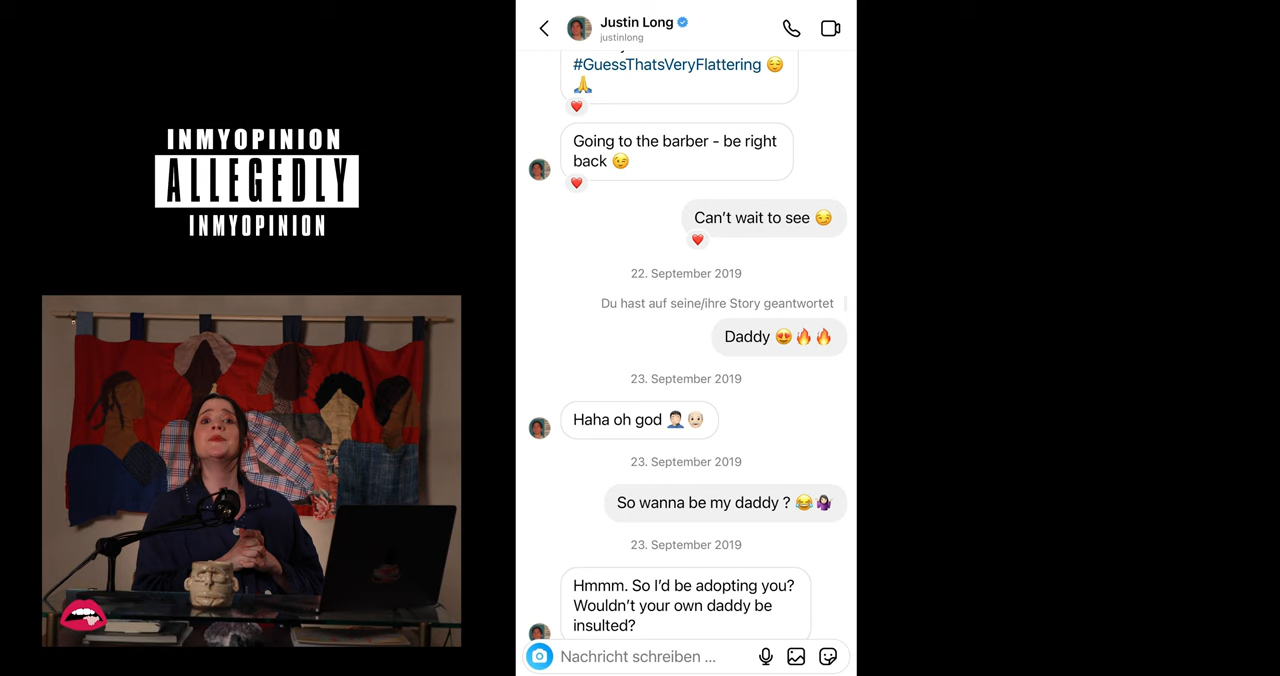 INMYOPINION
ALLEGEDLY
INMYOPINION
Justin Long
justinlong
#GuessThatsVeryFlattering 😌
🙏
❤️
Going to the barber - be right
back 😉
❤️
Can’t wait to see 😏
❤️
22. September 2019
Du hast auf seine/ihre Story geantwortet
Daddy 😍🔥🔥
23. September 2019
Haha oh god 🤦🏻‍♂️👴🏻
23. September 2019
So wanna be my daddy ? 😂🤷🏻‍♀️
23. September 2019
Hmmm. So I’d be adopting you?
Wouldn’t your own daddy be
insulted?
Nachricht schreiben ...